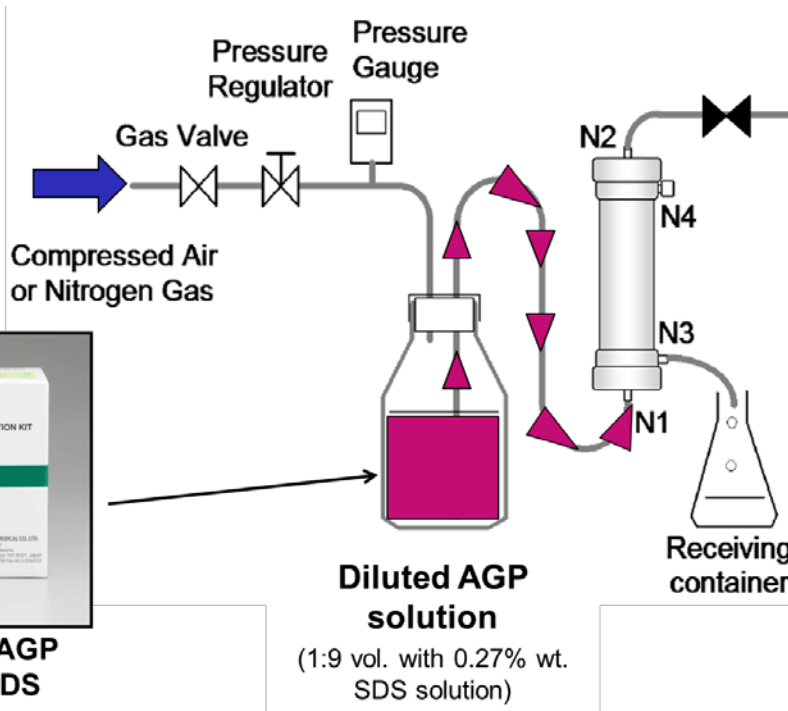 Pressure
Regulator
Pressure
Gauge
Gas Valve
N2
N4
Compressed Air
or Nitrogen Gas
N3
N1
TION KIT
Receiving
container
Diluted AGP
solution
(1:9 vol. with 0.27% wt.
SDS solution)
AGP
DS